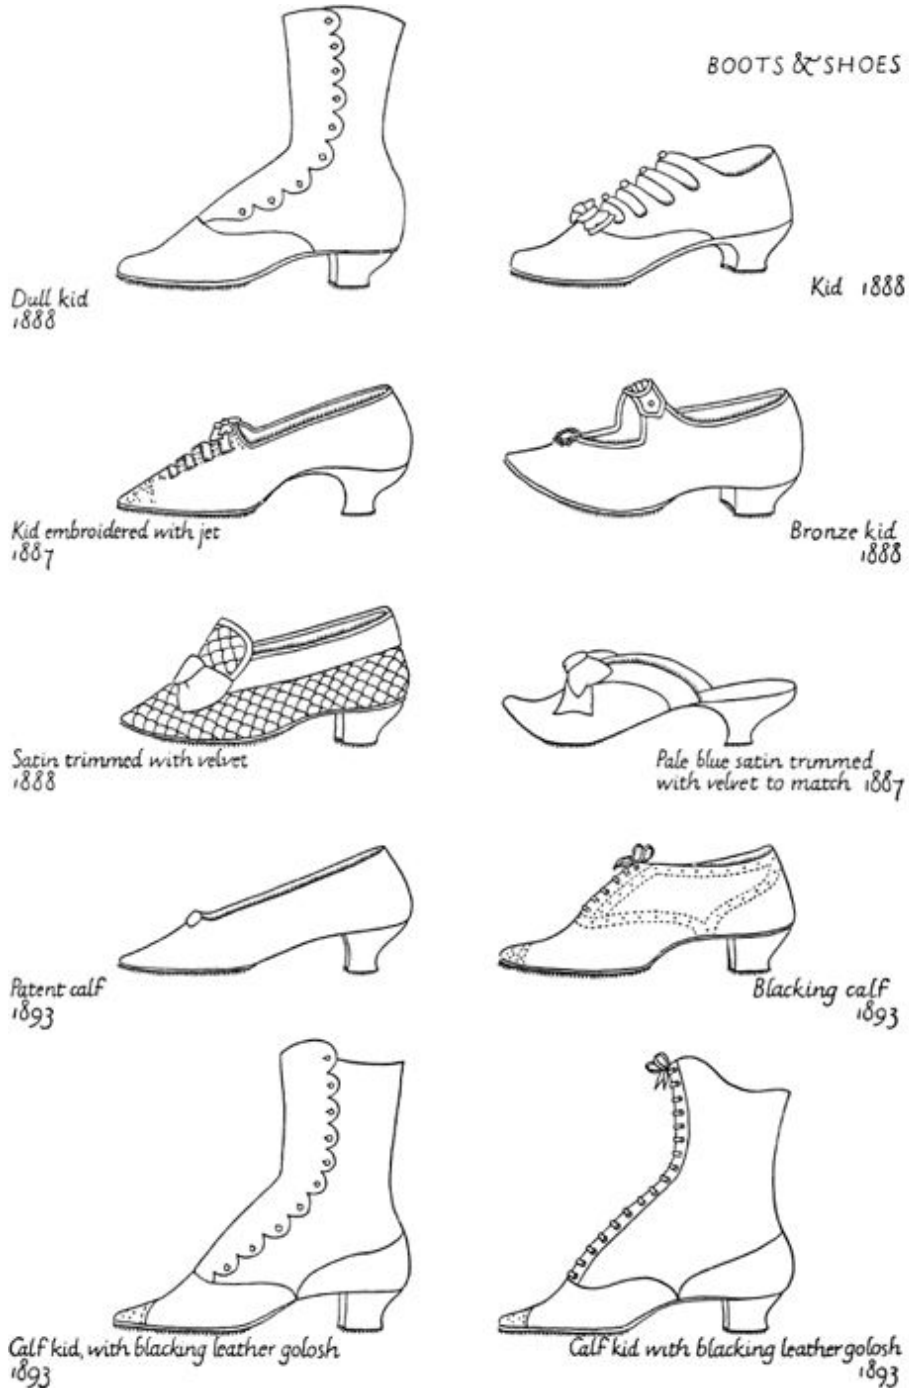 BOOTS & SHOES
Dull kid
1888
Kid 1888
Kid embroidered with jet
1887
Bronze kid
1888
Satin trimmed with velvet
1888
Pale blue satin trimmed
with velvet to match 1887
Patent calf
1893
Blacking calf
1893
Calf kid, with blacking leather golosh
1893
Calf kid with blacking leather golosh
1893